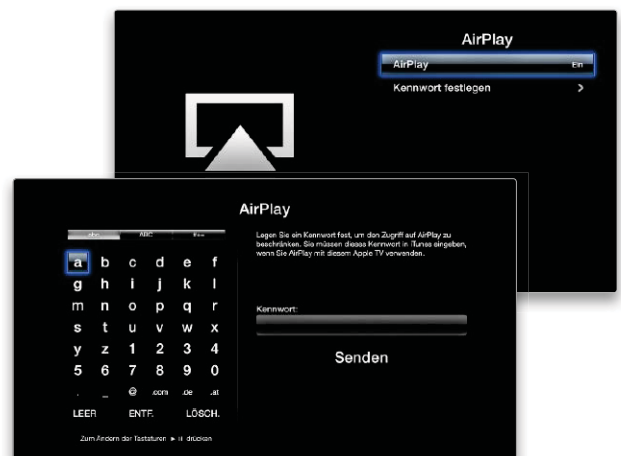 AirPlay
AirPlay Ein
Kennwort festlegen
AirPlay
abc ABC
Legen Sie ein Kennwort fest, um den Zugriff auf AirPlay zu
beschränken. Sie müssen dieses Kennwort in iTunes eingeben,
wenn Sie AirPlay mit diesem Apple TV verwenden.
a b c d e f
g h i j k l
m n o p q r
s t u v w x
y z 1 2 3 4
5 6 7 8 9 0
. _ @ .com .de .at
LEER ENTF. LÖSCH.
Zum Ändern der Tastaturen drücken
Kennwort:
Senden